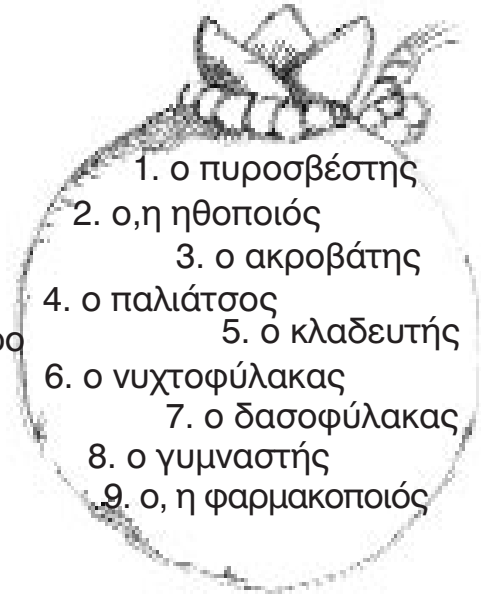 1. ο πυροσβέστης
2. ο,η ηθοποιός
3. ο ακροβάτης
4. ο παλιάτσος
5. ο κλαδευτής
6. ο νυχτοφύλακας
7. ο δασοφύλακας
8. ο γυμναστής
9. ο, η φαρμακοποιός